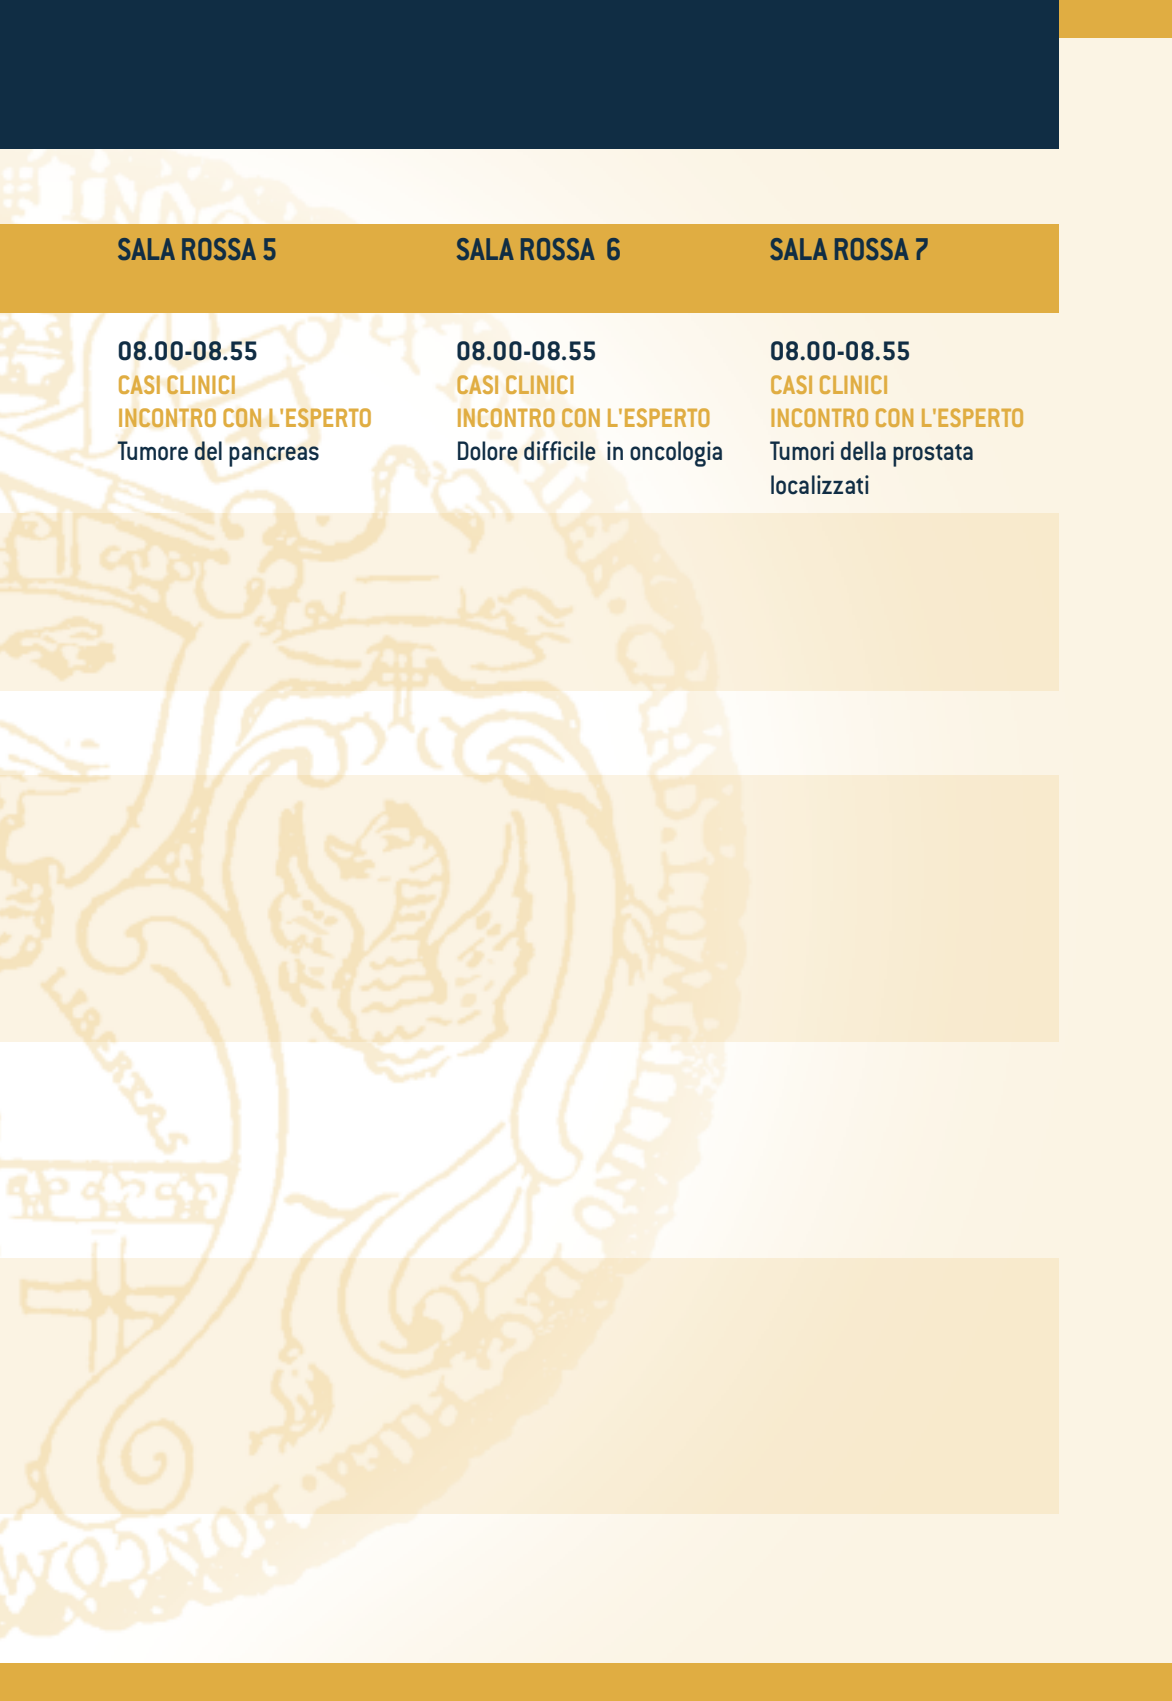 SALA ROSSA 5
SALA ROSSA 6
SALA ROSSA 7
08.00-08.55
CASI CLINICI
INCONTRO CON L'ESPERTO
Tumore del pancreas
08.00-08.55
CASI CLINICI
INCONTRO CON L'ESPERTO
Dolore difficile in oncologia
08.00-08.55
CASI CLINICI
INCONTRO CON L'ESPERTO
Tumori della prostata
localizzati
LIBERTAS